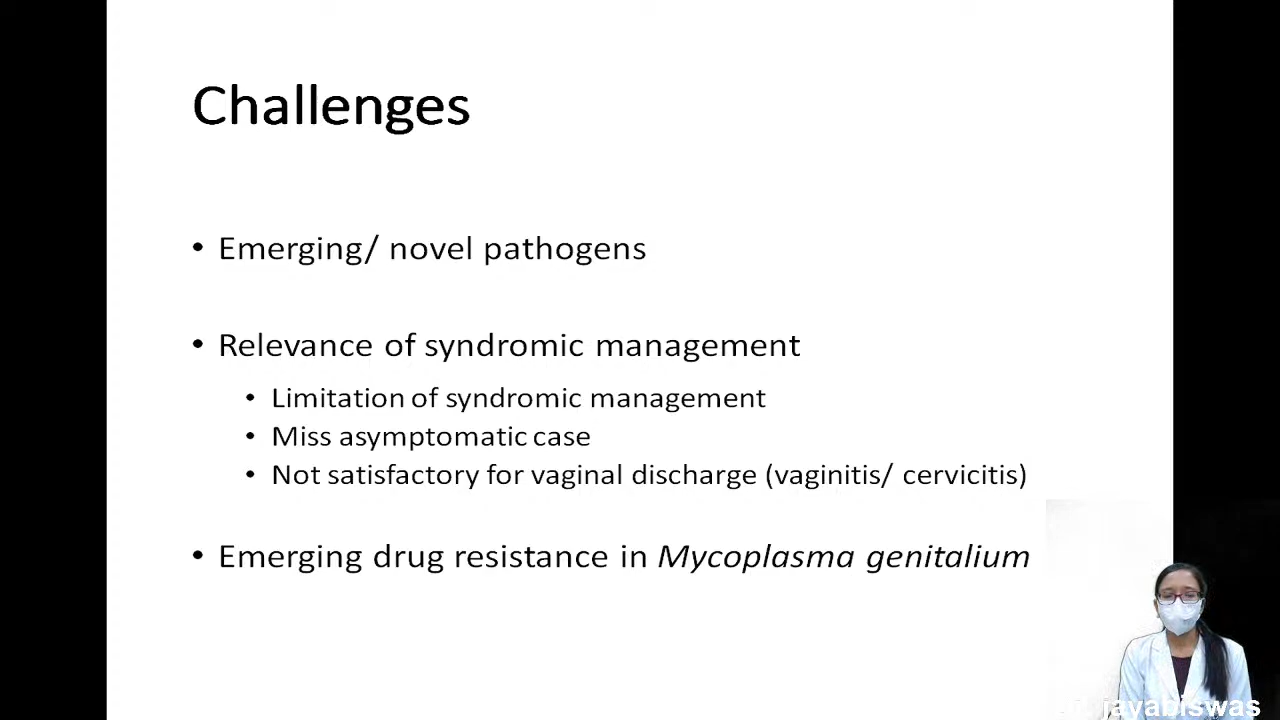 Challenges
• Emerging/ novel pathogens
• Relevance of syndromic management
• Limitation of syndromic management
• Miss asymptomatic case
• Not satisfactory for vaginal discharge (vaginitis/ cervicitis)
• Emerging drug resistance in Mycoplasma genitalium